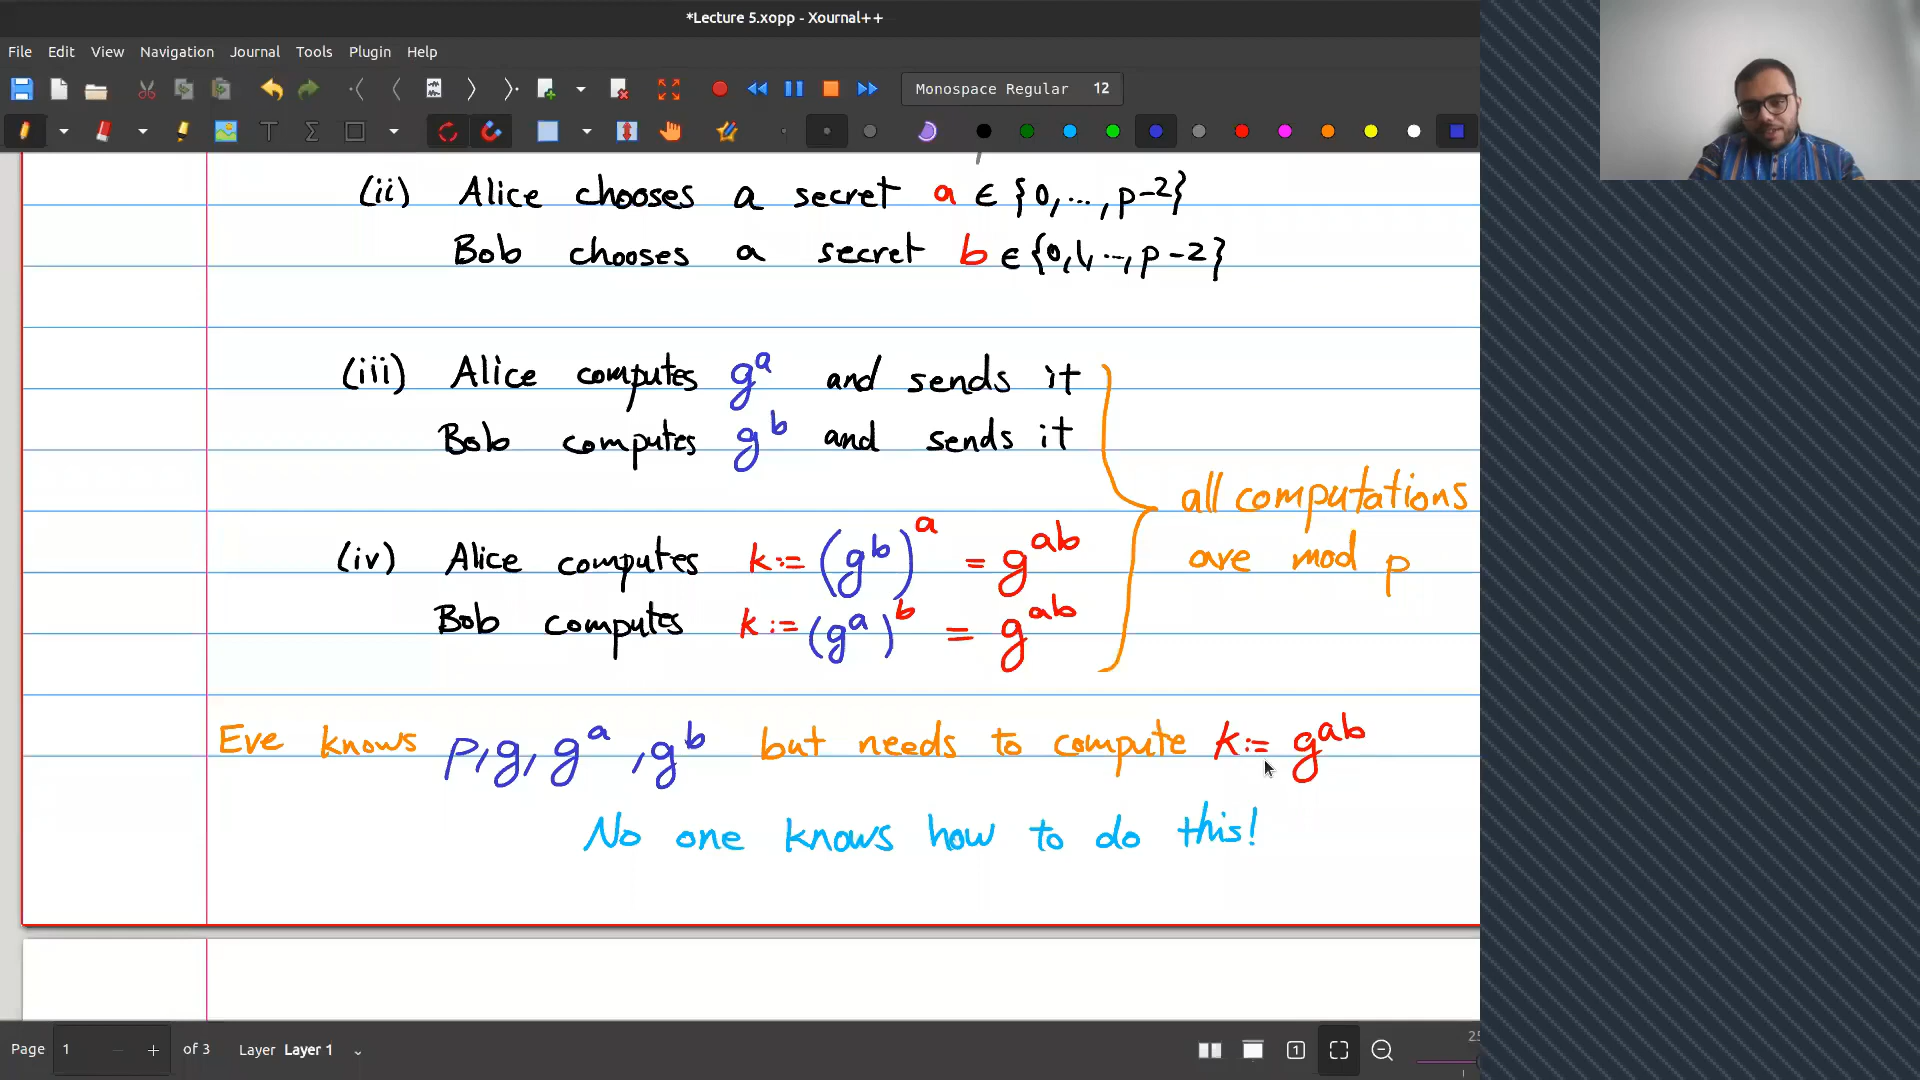 *Lecture 5.xopp - Xournal++
File Edit View Navigation Journal Tools Plugin Help
Monospace Regular 12
(ii) Alice chooses a secret a ∈ {0,...,p-2}
Bob chooses a secret b ∈ {0,1,...,p-2}
(iii) Alice computes g^a and sends it
Bob computes g^b and sends it
all computations
are mod p
(iv) Alice computes k := (g^b)^a = g^ab
Bob computes k := (g^a)^b = g^ab
Eve knows p, g, g^a, g^b but needs to compute k := g^ab
No one knows how to do this!
Page 1 of 3 Layer Layer 1